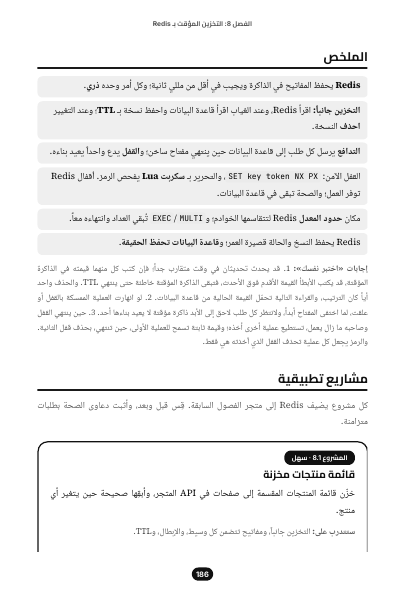 الفصل 8: التخزين المؤقت بـ Redis
الملخص
Redis يحفظ المفاتيح في الذاكرة ويجيب في أقل من مللي ثانية؛ وكل أمر وحده ذري.
التخزين جانباً: اقرأ Redis، وعند الغياب اقرأ قاعدة البيانات واحفظ نسخة بـ TTL؛ وعند التغيير
احذف النسخة.
التدافع يرسل كل طلب إلى قاعدة البيانات حين ينتهي مفتاح ساخن؛ والقفل يدع واحداً يعيد بناءه.
القفل الآمن: SET key token NX PX، والتحرير بـ سكربت Lua يفحص الرمز. أقفال Redis
توفر العمل؛ والصحة تبقى في قاعدة البيانات.
مكان حدود المعدل Redis لتتقاسمها الخوادم؛ و MULTI / EXEC تُبقي العداد وانتهاءه معاً.
Redis يحفظ النسخ والحالة قصيرة العمر؛ وقاعدة البيانات تحفظ الحقيقة.
إجابات «اختبر نفسك»: 1. قد يحدث تحديثان في وقت متقارب جداً؛ فإن كتب كل منهما قيمته في الذاكرة
المؤقتة، قد يكتب الأبطأ القيمة الأقدم فوق الأحدث، فتبقى الذاكرة المؤقتة خاطئة حتى ينتهي TTL. والحذف واحد
أياً كان الترتيب، والقراءة التالية تحمّل القيمة الحالية من قاعدة البيانات. 2. لو انهارت العملية الممسكة بالقفل أو
علقت، لما اختفى المفتاح أبداً، ولانتظر كل طلب لاحق إلى الأبد ذاكرة مؤقتة لا يعيد بناءها أحد. 3. حين ينتهي القفل
وصاحبه ما زال يعمل، تستطيع عملية أخرى أخذه؛ وقيمة ثابتة تسمح للعملية الأولى، حين تنتهي، بحذف قفل الثانية.
والرمز يجعل كل عملية تحذف القفل الذي أخذته هي فقط.
مشاريع تطبيقية
كل مشروع يضيف Redis إلى متجر الفصول السابقة. قِس قبل وبعد، وأثبت دعاوى الصحة بطلبات
متزامنة.
المشروع 8.1 · سهل
قائمة منتجات مخزنة
خزّن قائمة المنتجات المقسمة إلى صفحات في API المتجر، وأبقِها صحيحة حين يتغير أي
منتج.
ستتدرب على: التخزين جانباً، ومفاتيح تتضمن كل وسيط، والإبطال، وTTL.
186